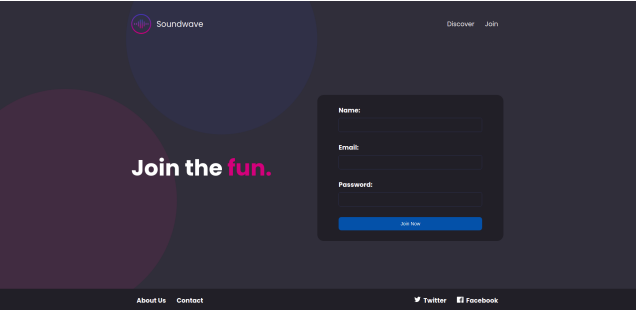 Soundwave
Discover Join
Name:
Email:
Join the fun.
Password:
Join Now
About Us Contact
Twitter Facebook